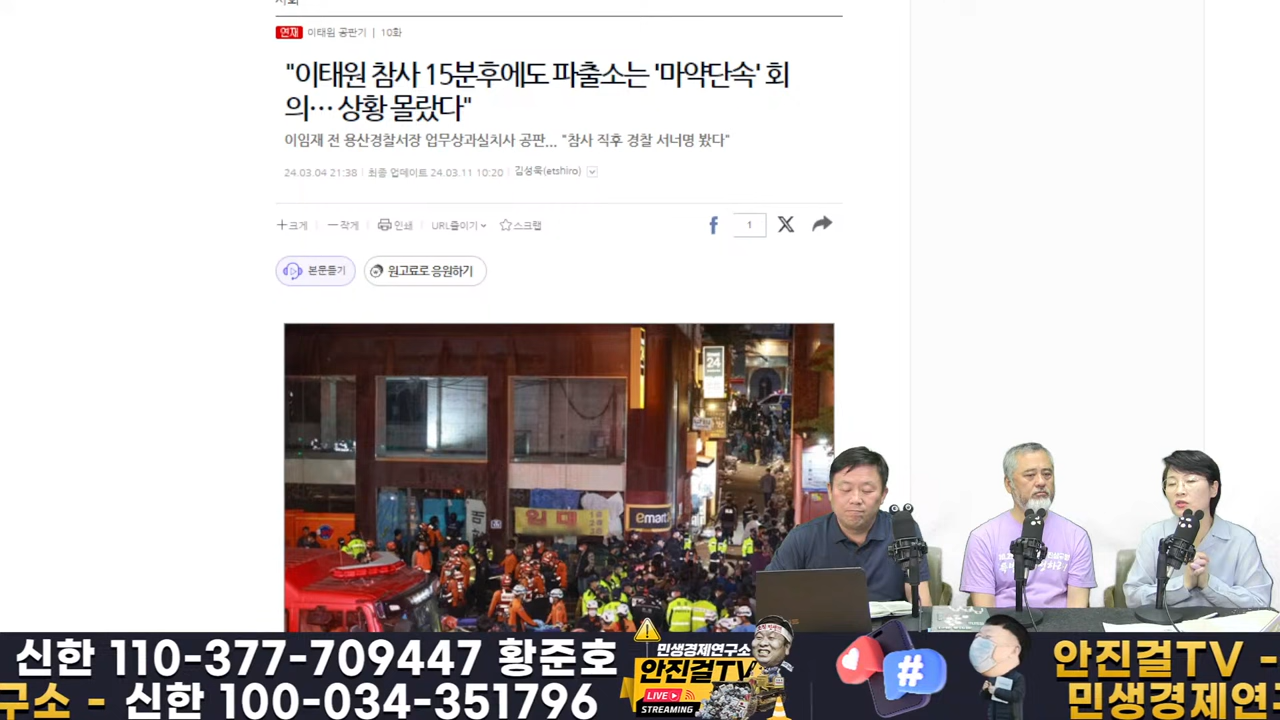 연재 이태원 공판기 | 10화
"이태원 참사 15분후에도 파출소는 '마약단속' 회
의… 상황 몰랐다"
이임재 전 용산경찰서장 업무상과실치사 공판... "참사 직후 경찰 서너명 봤다"
24.03.04 21:38 | 최종 업데이트 24.03.11 10:20 | 김성욱(etshiro)
+크게 | -작게 | 인쇄 | URL줄이기 | 스크랩
1
본문듣기 원고료로 응원하기
24
임대
emart
신한 110-377-709447 황준호
구소 - 신한 100-034-351796
민생경제연구소
안진걸TV
LIVE
STREAMING
#
안진걸TV -
민생경제연구